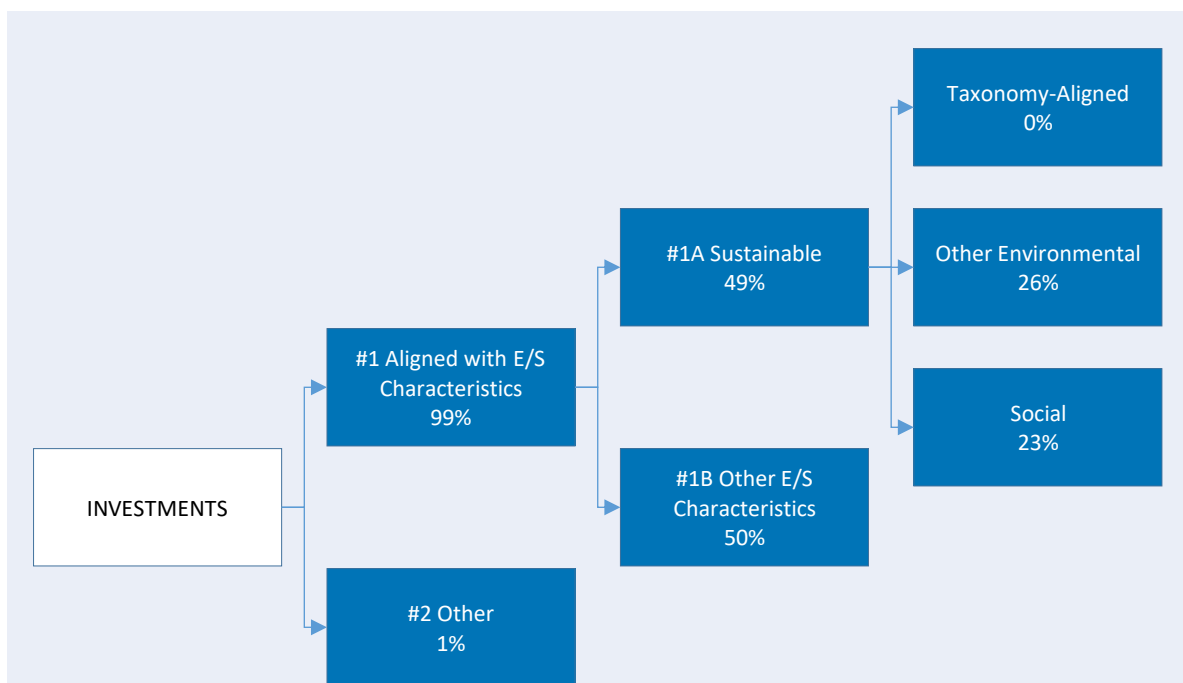 INVESTMENTS
#1 Aligned with E/S
Characteristics
99%
#2 Other
1%
#1A Sustainable
49%
#1B Other E/S
Characteristics
50%
Taxonomy-Aligned
0%
Other Environmental
26%
Social
23%